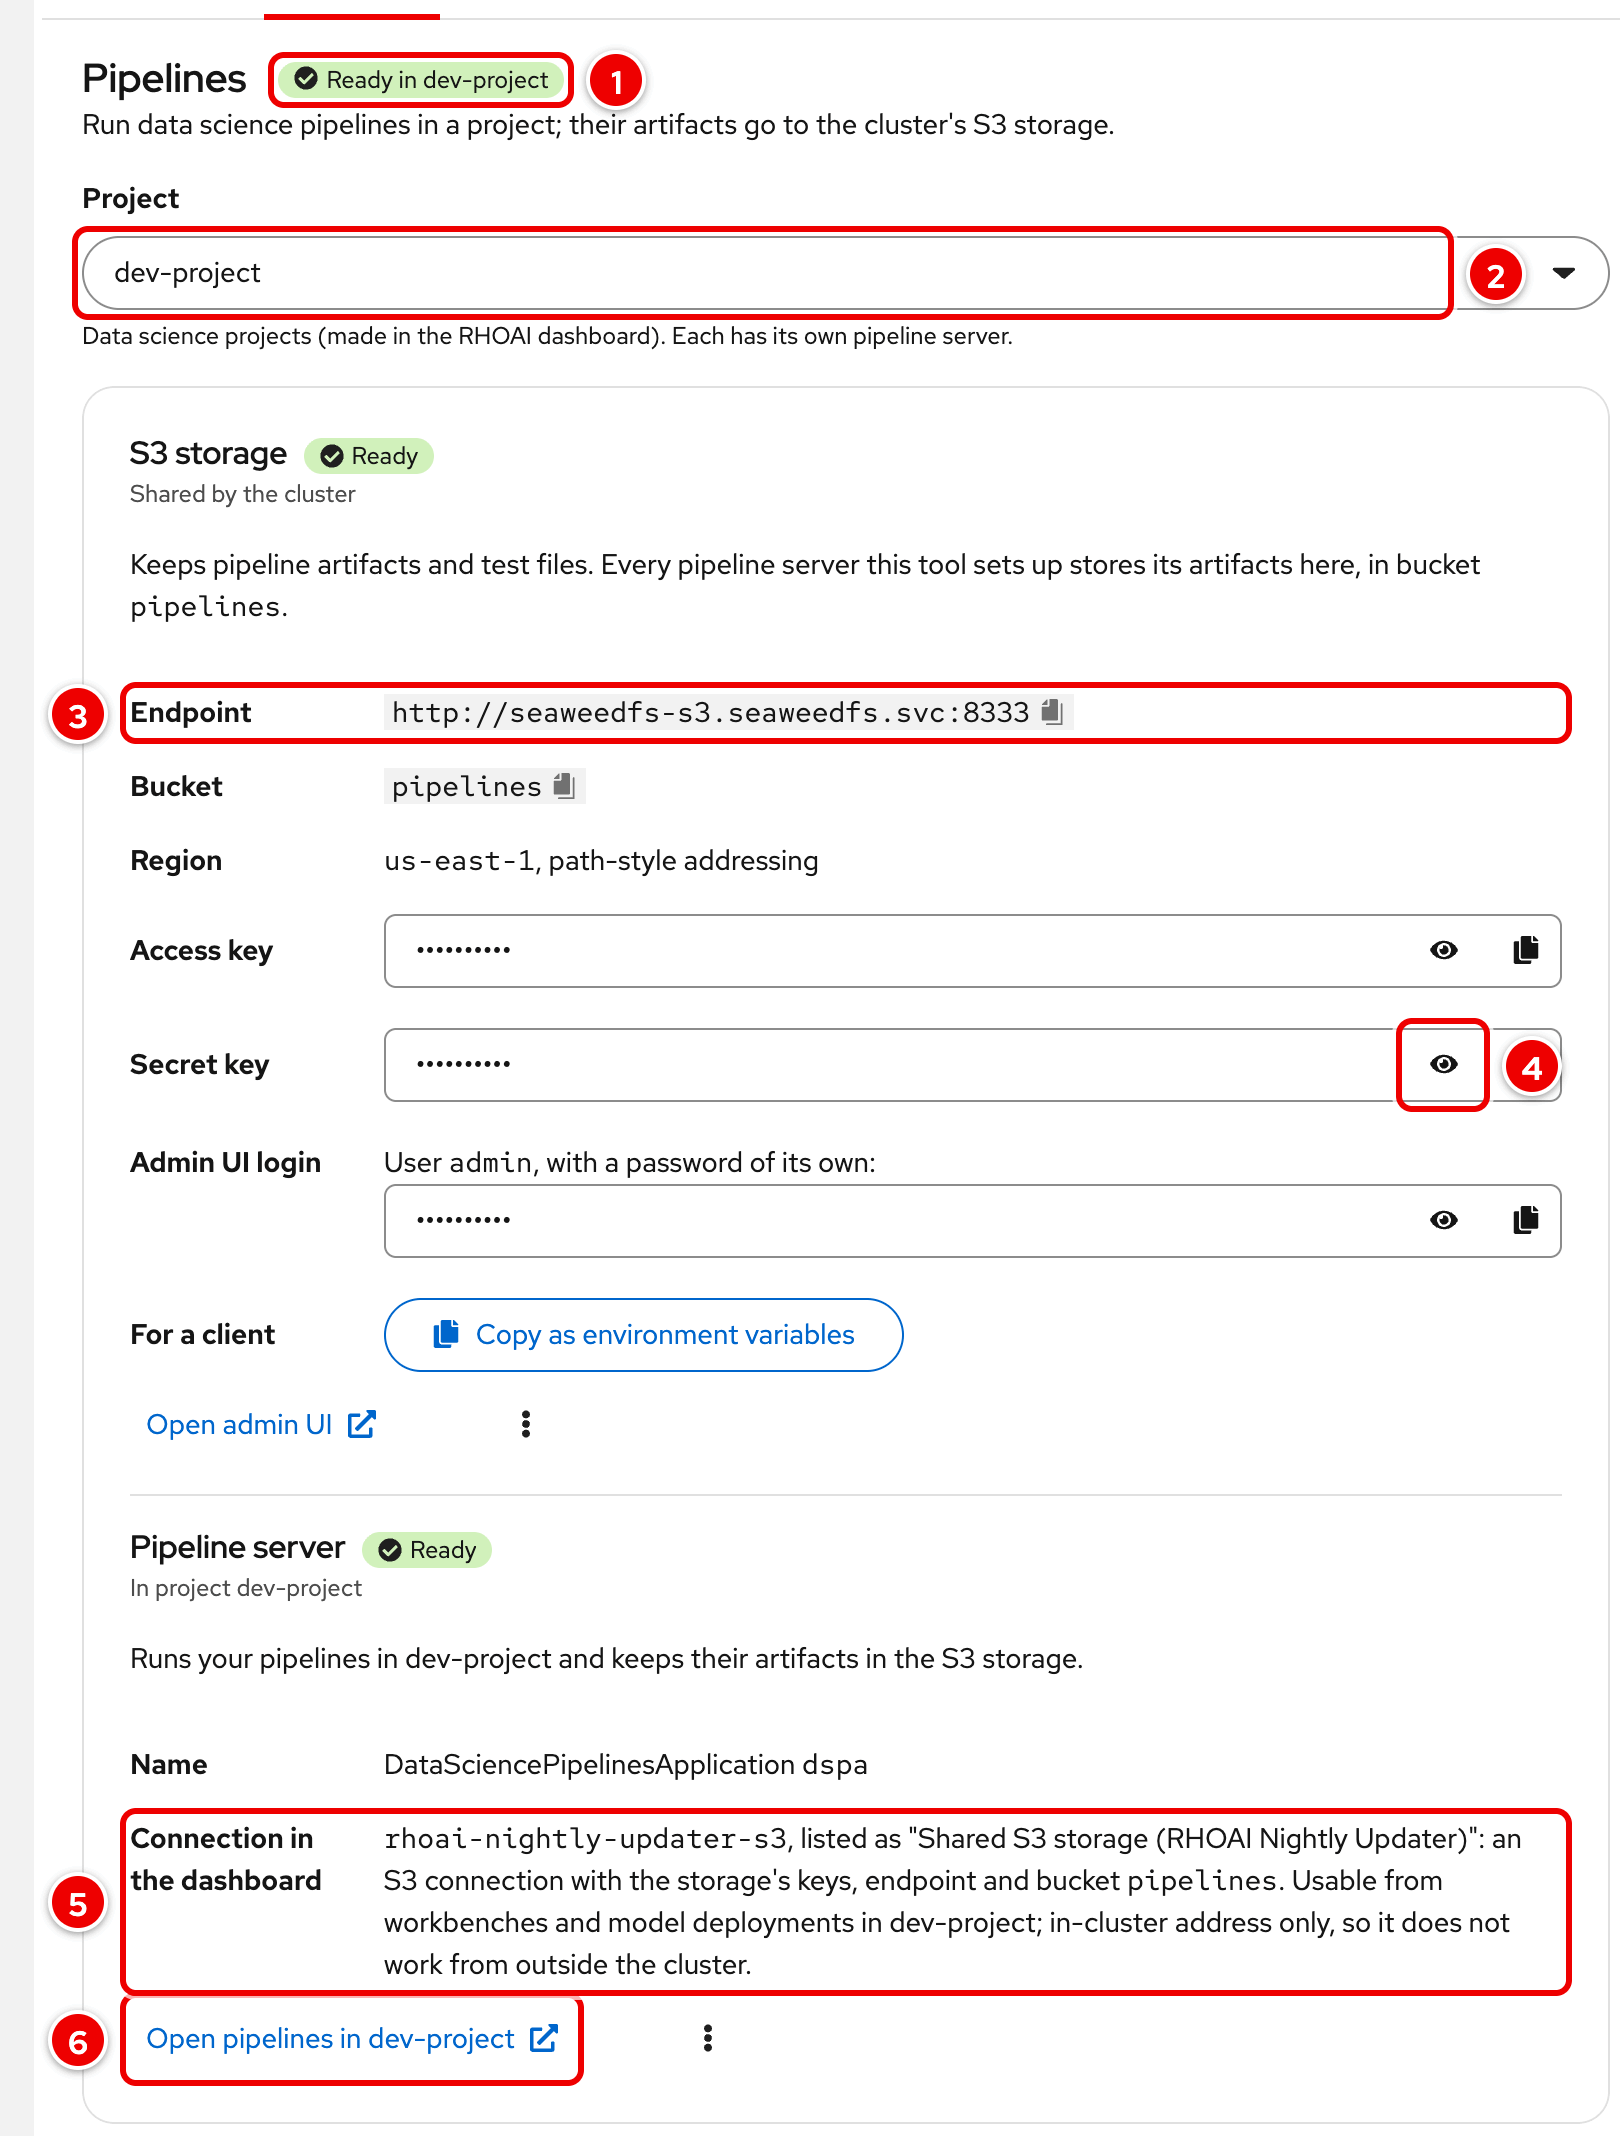 Pipelines Ready in dev-project 1
Run data science pipelines in a project; their artifacts go to the cluster's S3 storage.
Project
dev-project 2
Data science projects (made in the RHOAI dashboard). Each has its own pipeline server.
S3 storage Ready
Shared by the cluster
Keeps pipeline artifacts and test files. Every pipeline server this tool sets up stores its artifacts here, in bucket
pipelines.
3 Endpoint http://seaweedfs-s3.seaweedfs.svc:8333
Bucket pipelines
Region us-east-1, path-style addressing
Access key ••••••••••
Secret key •••••••••• 4
Admin UI login User admin, with a password of its own:
••••••••••
For a client Copy as environment variables
Open admin UI
Pipeline server Ready
In project dev-project
Runs your pipelines in dev-project and keeps their artifacts in the S3 storage.
Name DataSciencePipelinesApplication dspa
Connection in rhoai-nightly-updater-s3, listed as "Shared S3 storage (RHOAI Nightly Updater)": an
the dashboard S3 connection with the storage's keys, endpoint and bucket pipelines. Usable from
5 workbenches and model deployments in dev-project; in-cluster address only, so it does not
work from outside the cluster.
6 Open pipelines in dev-project